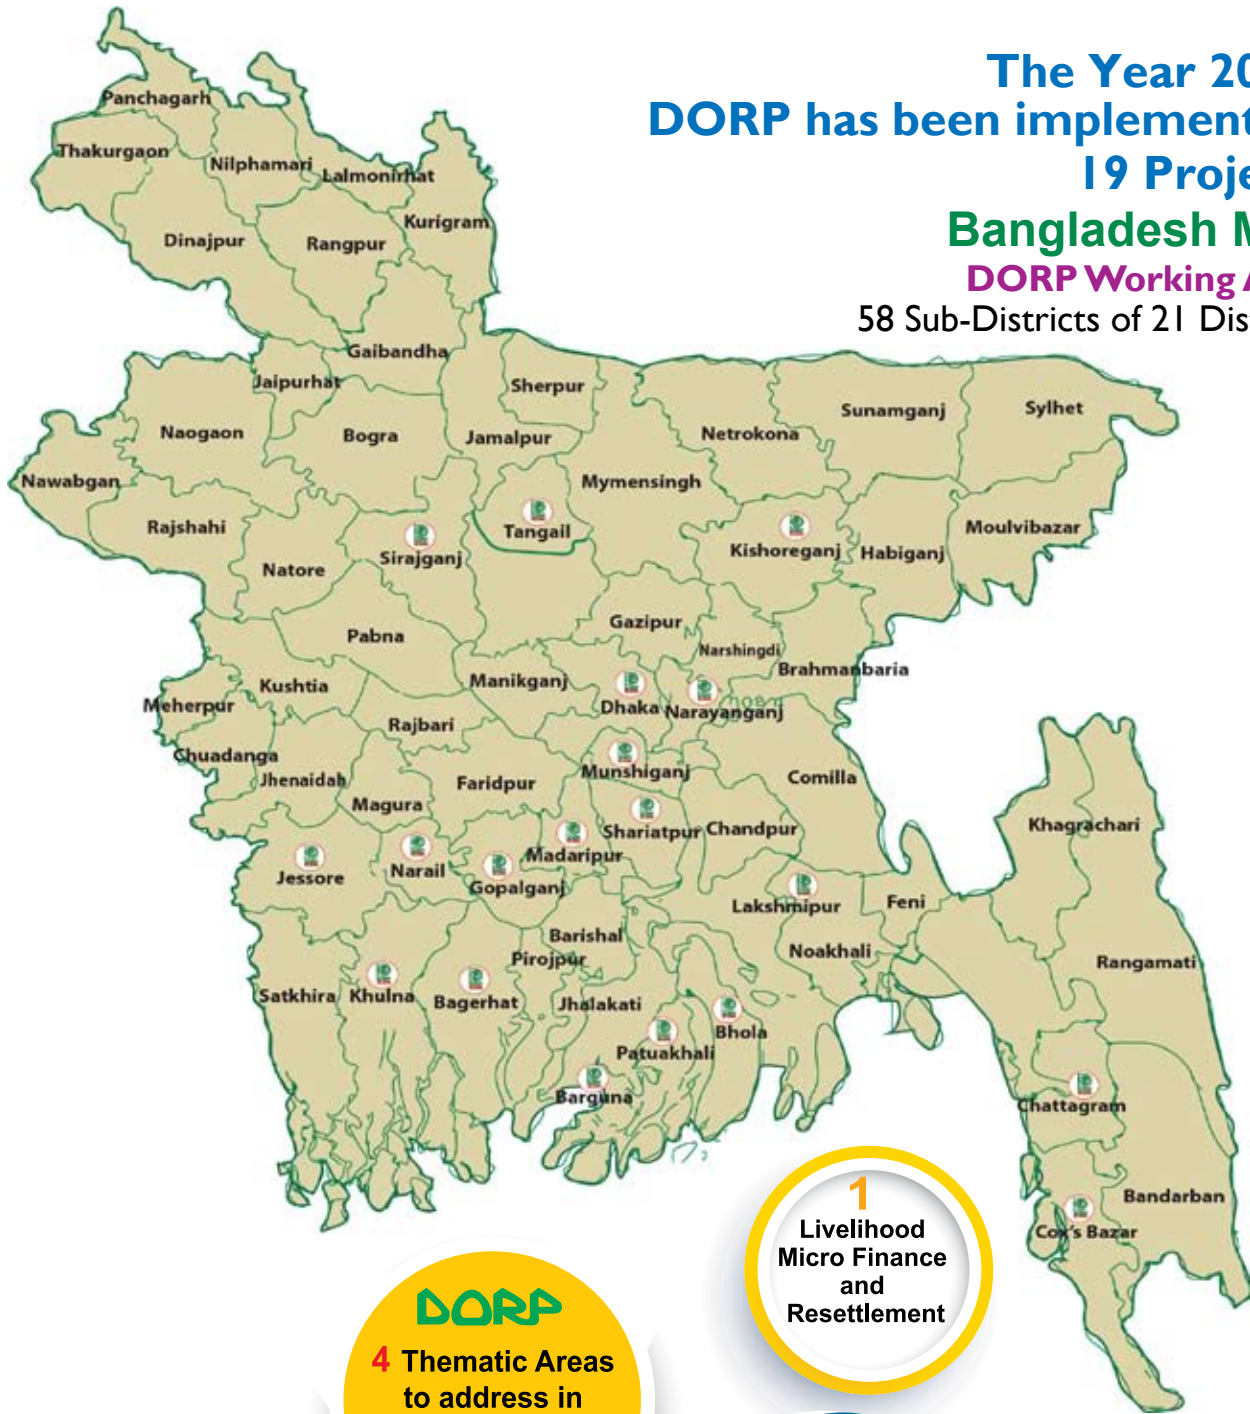 The Year 20
DORP has been implement
19 Proje
Bangladesh M
DORP Working A
58 Sub-Districts of 21 Dis
Panchagarh
Thakurgaon
Nilphamari
Lalmonirhat
Kurigram
Dinajpur
Rangpur
Gaibandha
Jaipurhat
Sherpur
Sunamganj
Sylhet
Naogaon
Bogra
Jamalpur
Netrokona
Nawabgan
Mymensingh
Rajshahi
Tangail
Moulvibazar
Sirajganj
Kishoreganj
Habiganj
Natore
Gazipur
Pabna
Narshingdi
Brahmanbaria
Kushtia
Manikganj
Meherpur
Dhaka
Narayanganj
Rajbari
Chuadanga
Jhenaidah
Faridpur
Munshiganj
Comilla
Magura
Shariatpur
Chandpur
Khagrachari
Madaripur
Jessore
Narail
Gopalganj
Lakshmipur
Feni
Barishal
Noakhali
Pirojpur
Rangamati
Satkhira
Khulna
Bagerhat
Jhalakati
Bhola
Patuakhali
Barguna
Chattagram
Bandarban
Cox's Bazar
1
Livelihood
Micro Finance
and
Resettlement
DORP
4 Thematic Areas
to address in